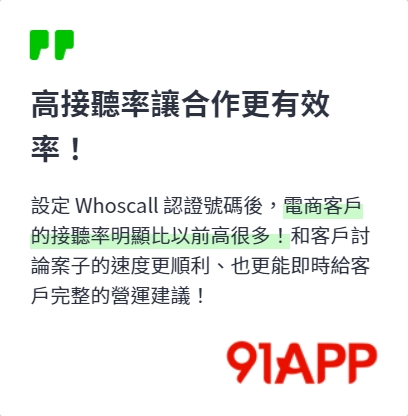 高接聽率讓合作更有效
率！
設定 Whoscall 認證號碼後，電商客戶
的接聽率明顯比以前高很多！和客戶討
論案子的速度更順利、也更能即時給客
戶完整的營運建議！
91APP